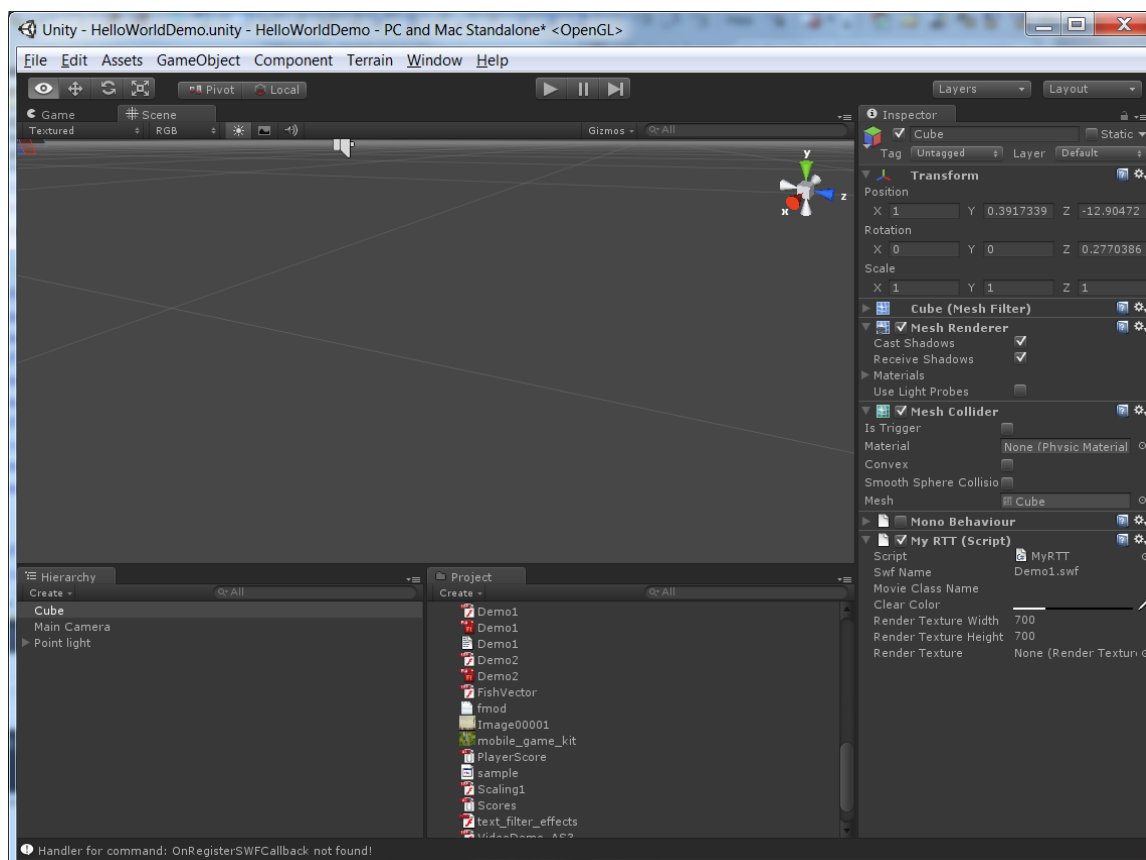 Unity - HelloWorldDemo.unity - HelloWorldDemo - PC and Mac Standalone* <OpenGL>
File Edit Assets GameObject Component Terrain Window Help
Pivot Local Layers Layout
Game Scene
Textured RGB Gizmos All
y
z
x
Inspector
Cube Static
Tag Untagged Layer Default
Transform
Position
X 1 Y 0.3917339 Z -12.90472
Rotation
X 0 Y 0 Z 0.2770386
Scale
X 1 Y 1 Z 1
Cube (Mesh Filter)
Mesh Renderer
Cast Shadows
Receive Shadows
Materials
Use Light Probes
Mesh Collider
Is Trigger
Material None (Physic Material
Convex
Smooth Sphere Collisio
Mesh Cube
Mono Behaviour
My RTT (Script)
Script MyRTT
Swf Name Demo1.swf
Movie Class Name
Clear Color
Render Texture Width 700
Render Texture Height 700
Render Texture None (Render Textur
Hierarchy
Create All
Cube
Main Camera
Point light
Project
Create All
Demo1
Demo1
Demo1
Demo2
Demo2
FishVector
fmod
Image00001
mobile_game_kit
PlayerScore
sample
Scaling1
Scores
text_filter_effects
VideoDemo_AS3
Handler for command: OnRegisterSWFCallback not found!